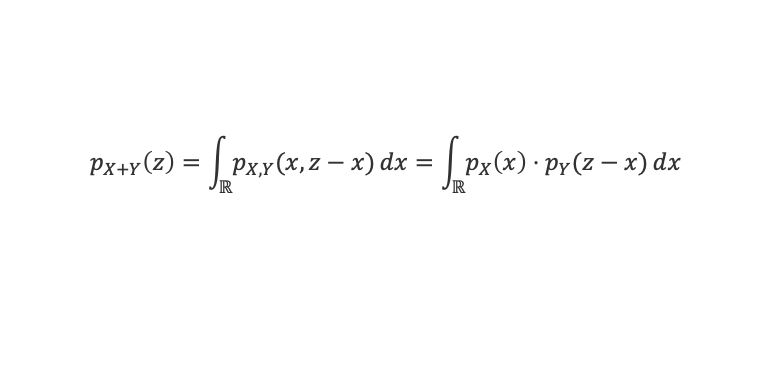 p_{X+Y}(z) = ∫_ℝ p_{X,Y}(x, z − x) dx = ∫_ℝ p_X(x) · p_Y(z − x) dx